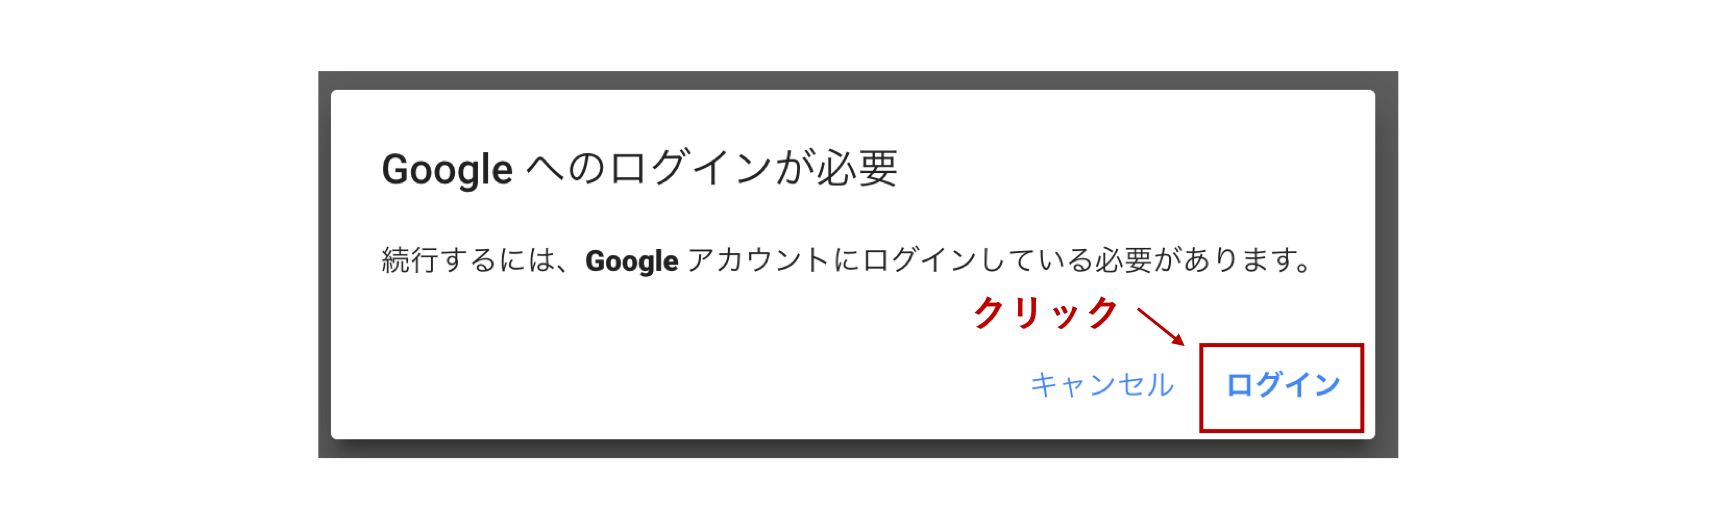 Google へのログインが必要
続行するには、Google アカウントにログインしている必要があります。
クリック
キャンセル ログイン